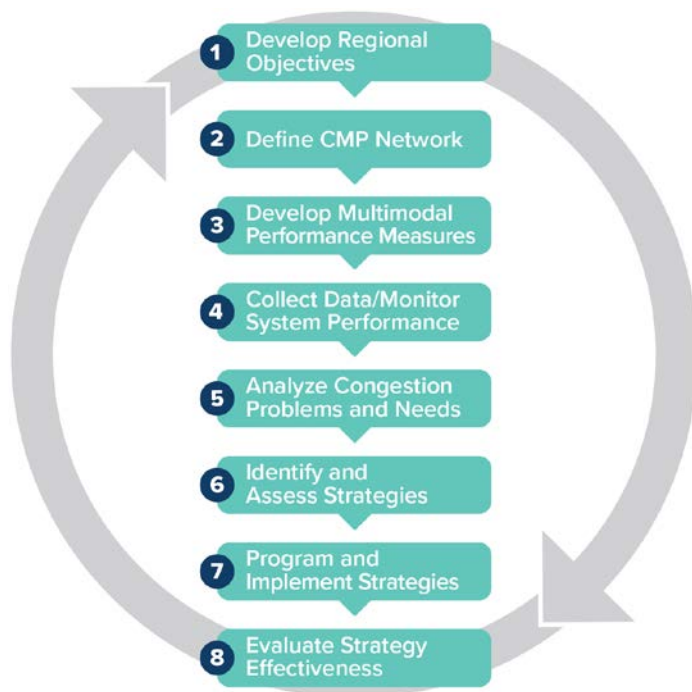 1
Develop Regional
Objectives
2
Define CMP Network
3
Develop Multimodal
Performance Measures
4
Collect Data/Monitor
System Performance
5
Analyze Congestion
Problems and Needs
6
Identify and
Assess Strategies
7
Program and
Implement Strategies
8
Evaluate Strategy
Effectiveness